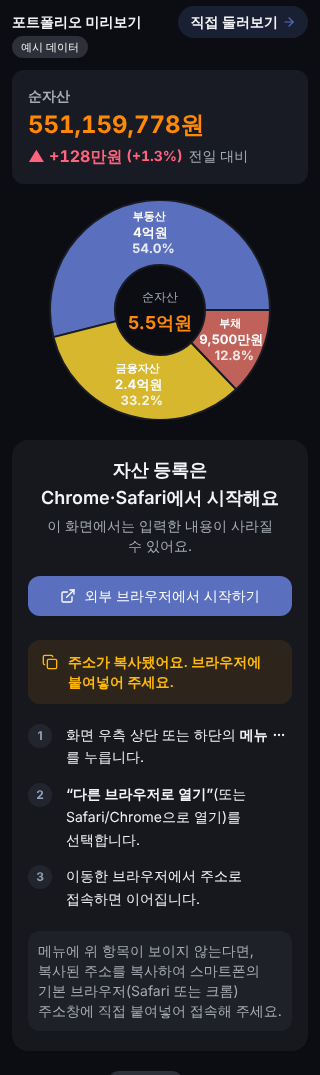 포트폴리오 미리보기
직접 둘러보기 →
예시 데이터
순자산
551,159,778원
▲ +128만원 (+1.3%) 전일 대비
부동산
4억원
54.0%
순자산
5.5억원
부채
9,500만원
12.8%
금융자산
2.4억원
33.2%
자산 등록은
Chrome·Safari에서 시작해요
이 화면에서는 입력한 내용이 사라질
수 있어요.
외부 브라우저에서 시작하기
주소가 복사됐어요. 브라우저에
붙여넣어 주세요.
1 화면 우측 상단 또는 하단의 메뉴 ···
를 누릅니다.
2 “다른 브라우저로 열기”(또는
Safari/Chrome으로 열기)를
선택합니다.
3 이동한 브라우저에서 주소로
접속하면 이어집니다.
메뉴에 위 항목이 보이지 않는다면,
복사된 주소를 복사하여 스마트폰의
기본 브라우저(Safari 또는 크롬)
주소창에 직접 붙여넣어 접속해 주세요.